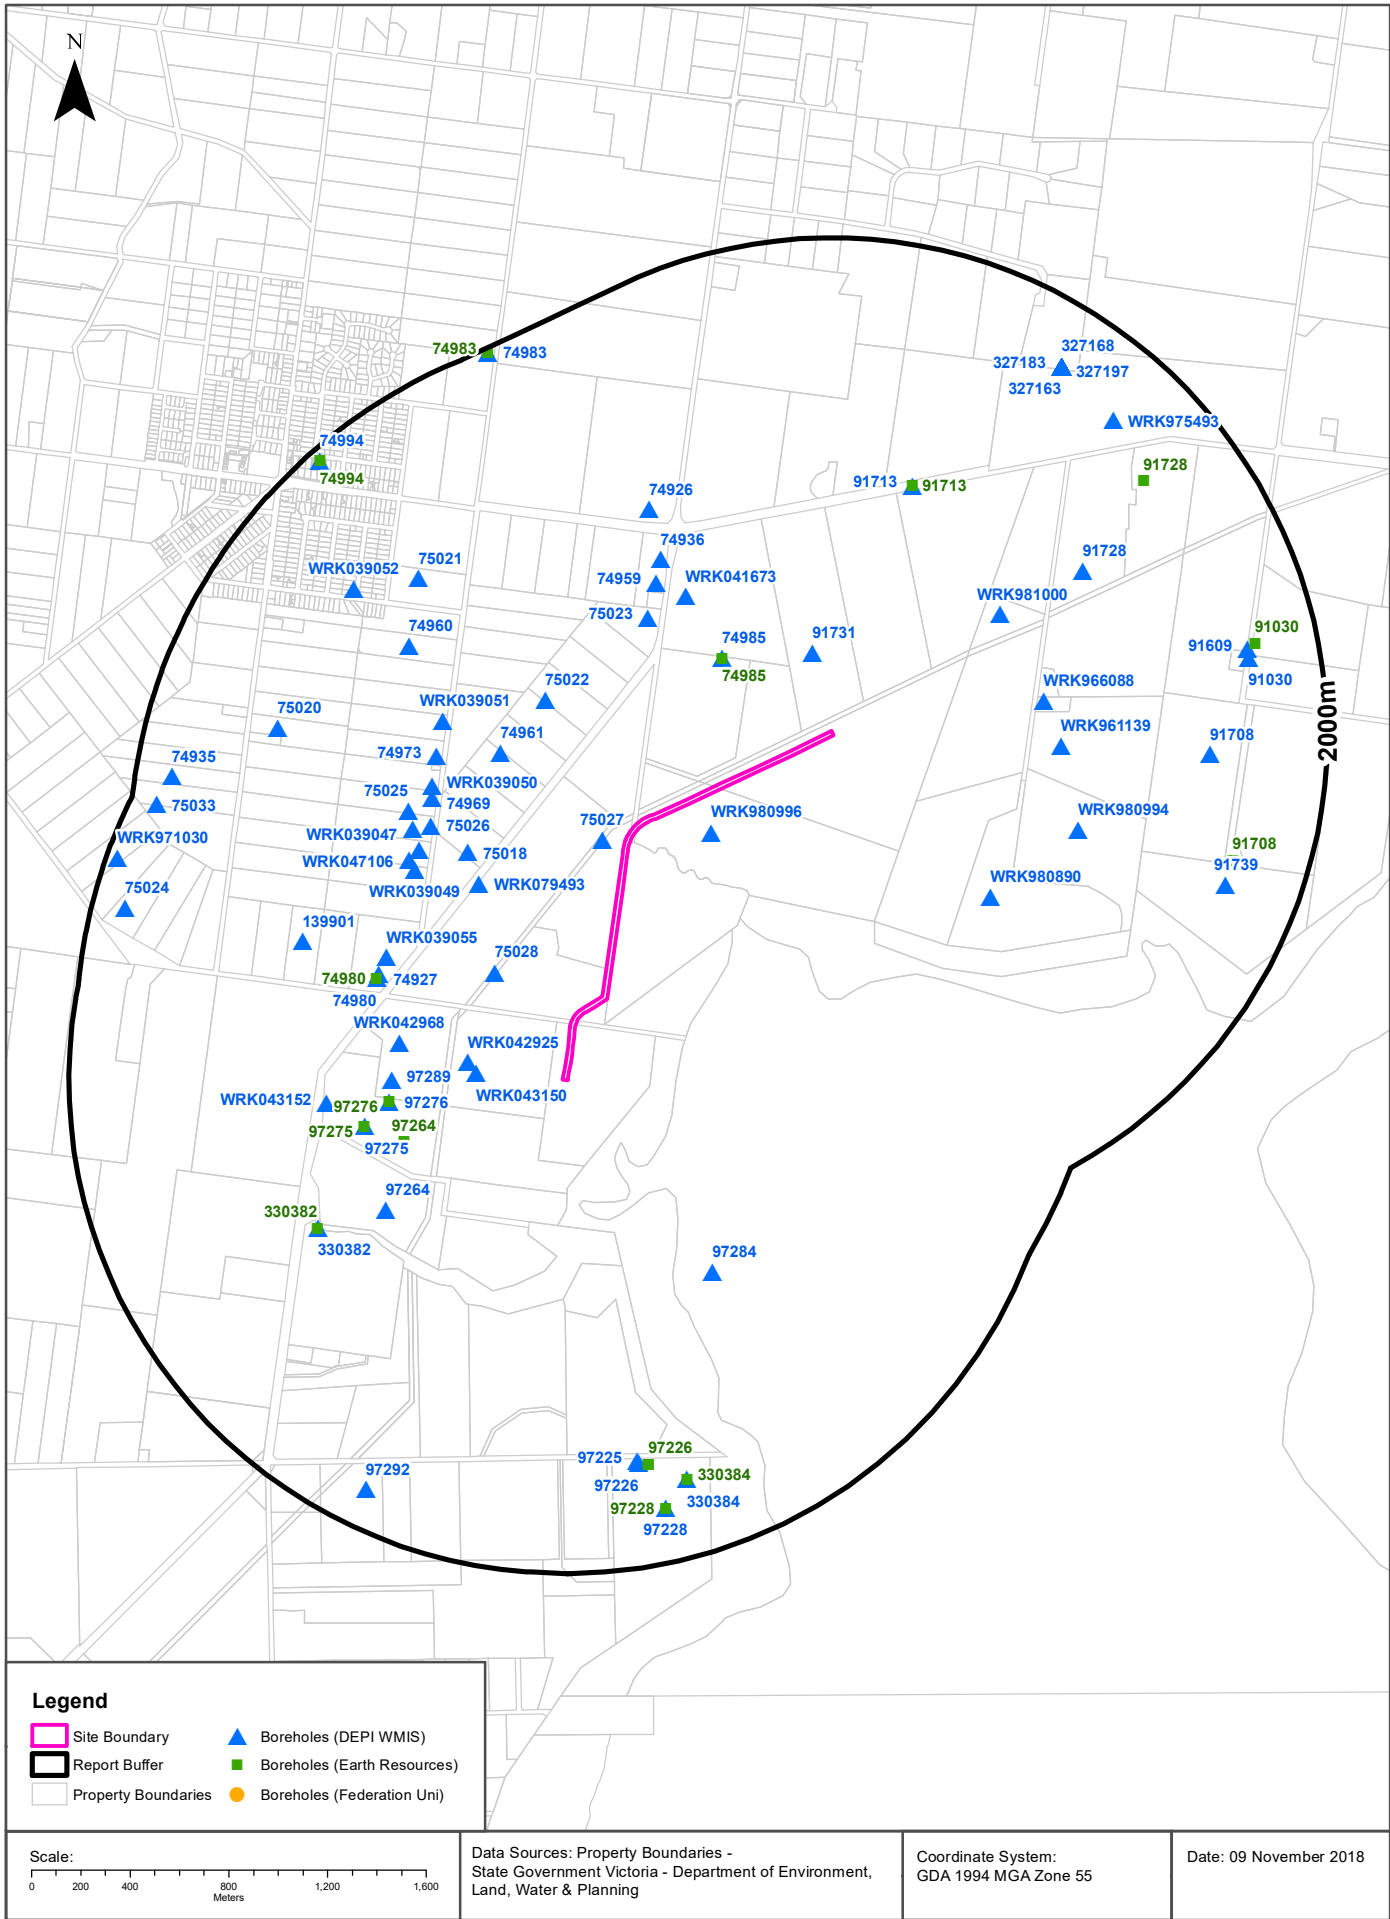 N
74983
74983
327168
327183
327197
327163
WRK975493
74994
74994
91728
91713
91713
74926
74936
WRK039052
75021
74959
WRK041673
91728
75023
WRK981000
74960
74985
91731
91030
91609
74985
91030
75022
WRK966088
WRK039051
2000m
75020
74961
WRK961139
91708
74973
74935
WRK039050
75025
74969
75033
75027
WRK980996
WRK980994
WRK039047
75026
WRK971030
91708
WRK047106
75018
91739
75024
WRK039049
WRK079493
WRK980890
139901
WRK039055
75028
74980
74927
74980
WRK042968
WRK042925
97289
WRK043150
WRK043152
97276
97276
97275
97264
97275
97264
330382
330382
97284
97226
97225
97292
97226
330384
330384
97228
97228
Legend
Site Boundary
Boreholes (DEPI WMIS)
Report Buffer
Boreholes (Earth Resources)
Property Boundaries
Boreholes (Federation Uni)
Scale:
0 200 400 800 1,200 1,600
Meters
Data Sources: Property Boundaries -
State Government Victoria - Department of Environment,
Land, Water & Planning
Coordinate System:
GDA 1994 MGA Zone 55
Date: 09 November 2018